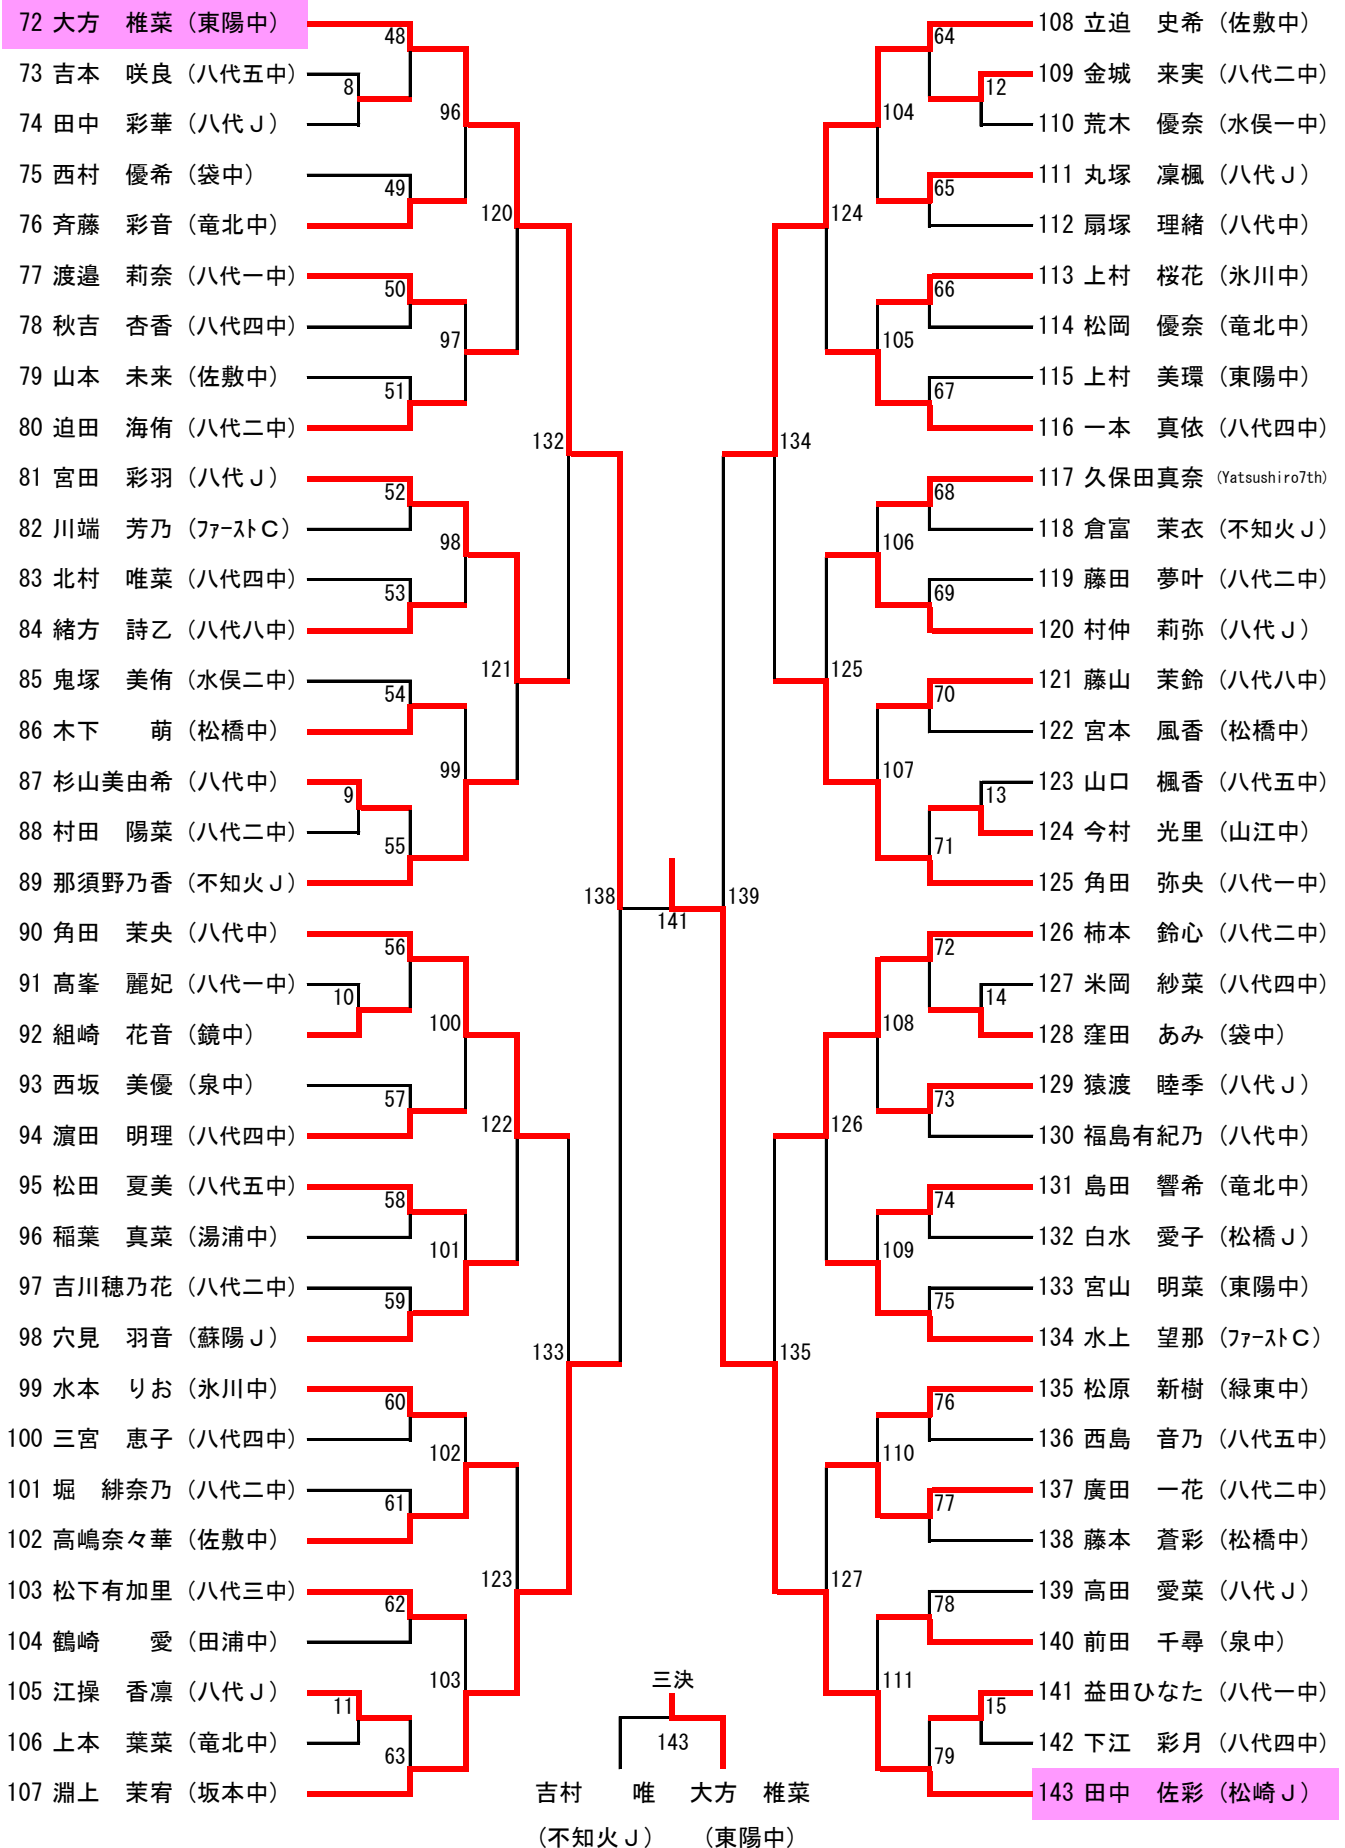 72 大方　椎菜（東陽中）
73 吉本　咲良（八代五中）
74 田中　彩華（八代Ｊ）
75 西村　優希（袋中）
76 斉藤　彩音（竜北中）
77 渡邉　莉奈（八代一中）
78 秋吉　杏香（八代四中）
79 山本　未来（佐敷中）
80 迫田　海侑（八代二中）
81 宮田　彩羽（八代Ｊ）
82 川端　芳乃（ﾌｧｰｽﾄＣ）
83 北村　唯菜（八代四中）
84 緒方　詩乙（八代八中）
85 鬼塚　美侑（水俣二中）
86 木下　　萌（松橋中）
87 杉山美由希（八代中）
88 村田　陽菜（八代二中）
89 那須野乃香（不知火Ｊ）
90 角田　茉央（八代中）
91 髙峯　麗妃（八代一中）
92 組崎　花音（鏡中）
93 西坂　美優（泉中）
94 濵田　明理（八代四中）
95 松田　夏美（八代五中）
96 稲葉　真菜（湯浦中）
97 吉川穂乃花（八代二中）
98 穴見　羽音（蘇陽Ｊ）
99 水本　りお（氷川中）
100 三宮　恵子（八代四中）
101 堀　緋奈乃（八代二中）
102 高嶋奈々華（佐敷中）
103 松下有加里（八代三中）
104 鶴崎　　愛（田浦中）
105 江操　香凛（八代Ｊ）
106 上本　葉菜（竜北中）
107 淵上　茉宥（坂本中）
8
9
10
11
48
49
50
51
52
53
54
55
56
57
58
59
60
61
62
63
96
97
98
99
100
101
102
103
120
121
122
123
132
133
138
141
139
134
135
124
125
126
127
104
105
106
107
108
109
110
111
64
65
66
67
68
69
70
71
72
73
74
75
76
77
78
79
12
13
14
15
108 立迫　史希（佐敷中）
109 金城　来実（八代二中）
110 荒木　優奈（水俣一中）
111 丸塚　凜楓（八代Ｊ）
112 扇塚　理緒（八代中）
113 上村　桜花（氷川中）
114 松岡　優奈（竜北中）
115 上村　美環（東陽中）
116 一本　真依（八代四中）
117 久保田真奈（Yatsushiro7th）
118 倉富　茉衣（不知火Ｊ）
119 藤田　夢叶（八代二中）
120 村仲　莉弥（八代Ｊ）
121 藤山　茉鈴（八代八中）
122 宮本　風香（松橋中）
123 山口　楓香（八代五中）
124 今村　光里（山江中）
125 角田　弥央（八代一中）
126 柿本　鈴心（八代二中）
127 米岡　紗菜（八代四中）
128 窪田　あみ（袋中）
129 猿渡　睦季（八代Ｊ）
130 福島有紀乃（八代中）
131 島田　響希（竜北中）
132 白水　愛子（松橋Ｊ）
133 宮山　明菜（東陽中）
134 水上　望那（ﾌｧｰｽﾄＣ）
135 松原　新樹（緑東中）
136 西島　音乃（八代五中）
137 廣田　一花（八代二中）
138 藤本　蒼彩（松橋中）
139 高田　愛菜（八代Ｊ）
140 前田　千尋（泉中）
141 益田ひなた（八代一中）
142 下江　彩月（八代四中）
143 田中　佐彩（松崎Ｊ）
三決
143
吉村　　唯　大方　椎菜
（不知火Ｊ）　（東陽中）